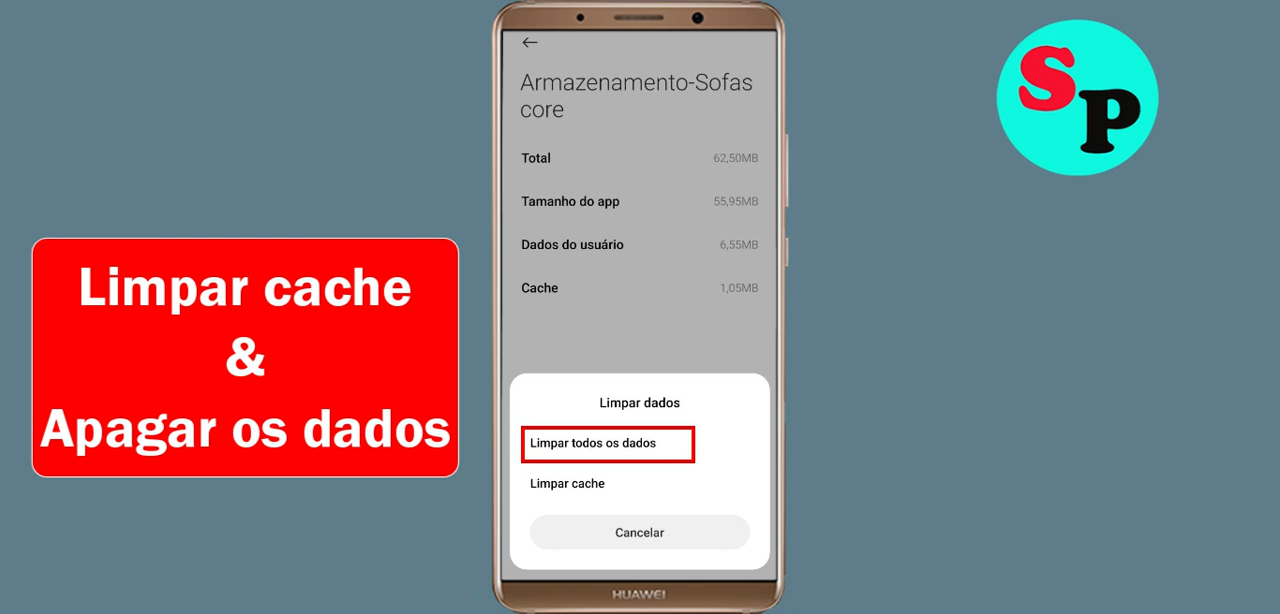 Limpar cache
&
Apagar os dados
Armazenamento-Sofas
core
Total 62,50MB
Tamanho do app 55,95MB
Dados do usuário 6,55MB
Cache 1,05MB
Limpar dados
Limpar todos os dados
Limpar cache
Cancelar
HUAWEI
SP